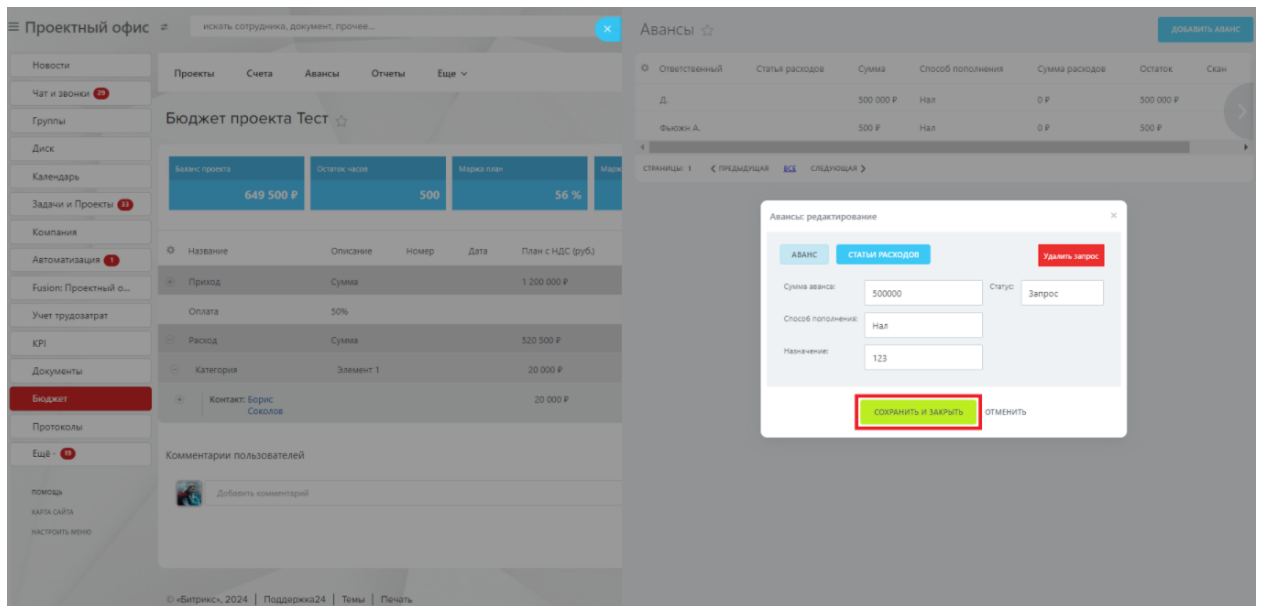 Проектный офис
искать сотрудника, документ, прочее...
Новости
Чат и звонки 29
Группы
Диск
Календарь
Задачи и Проекты 33
Компания
Автоматизация 1
Fusion: Проектный о...
Учет трудозатрат
KPI
Документы
Бюджет
Протоколы
Ещё -
ПОМОЩЬ
КАРТА САЙТА
НАСТРОИТЬ МЕНЮ
Проекты Счета Авансы Отчеты Еще
Бюджет проекта Тест
Баланс проекта Остаток часов Маржа план Марж
649 500 ₽ 500 56 %
Название Описание Номер Дата План с НДС (руб.)
Приход Сумма 1 200 000 ₽
Оплата 50%
Расход Сумма 520 500 ₽
Категория Элемент 1 20 000 ₽
Контакт: Борис 20 000 ₽
Соколов
Комментарии пользователей
Добавить комментарий
© «Битрикс», 2024 | Поддержка24 | Темы | Печать
Авансы
ДОБАВИТЬ АВАНС
Ответственный Статья расходов Сумма Способ пополнения Сумма расходов Остаток Скан
Д. 500 000 ₽ Нал 0 ₽ 500 000 ₽
Фьюжн А. 500 ₽ Нал 0 ₽ 500 ₽
СТРАНИЦЫ: 1 ПРЕДЫДУЩАЯ ВСЕ СЛЕДУЮЩАЯ
Авансы: редактирование
АВАНС СТАТЬИ РАСХОДОВ Удалить запрос
Сумма аванса: 500000 Статус: Запрос
Способ пополнения: Нал
Назначение: 123
СОХРАНИТЬ И ЗАКРЫТЬ ОТМЕНИТЬ